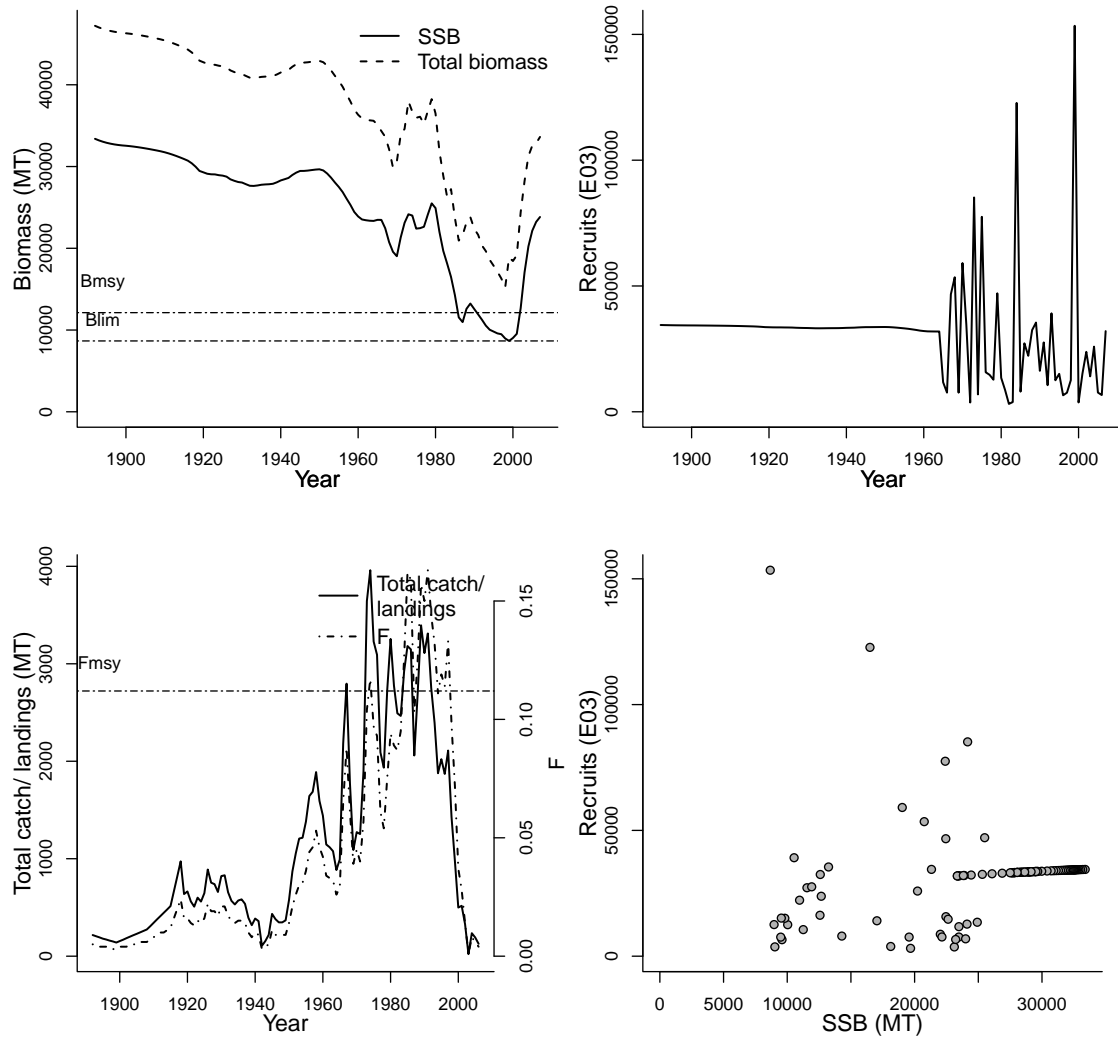 SSB
Total biomass
Biomass (MT)
0 10000 20000 30000 40000
Bmsy
Blim
1900 1920 1940 1960 1980 2000
Year
Recruits (E03)
0 50000 100000 150000
1900 1920 1940 1960 1980 2000
Year
Total catch/
landings
F
Total catch/ landings (MT)
0 1000 2000 3000 4000
Fmsy
0.00 0.05 0.10 0.15
F
1900 1920 1940 1960 1980 2000
Year
Recruits (E03)
0 50000 100000 150000
0 5000 10000 20000 30000
SSB (MT)